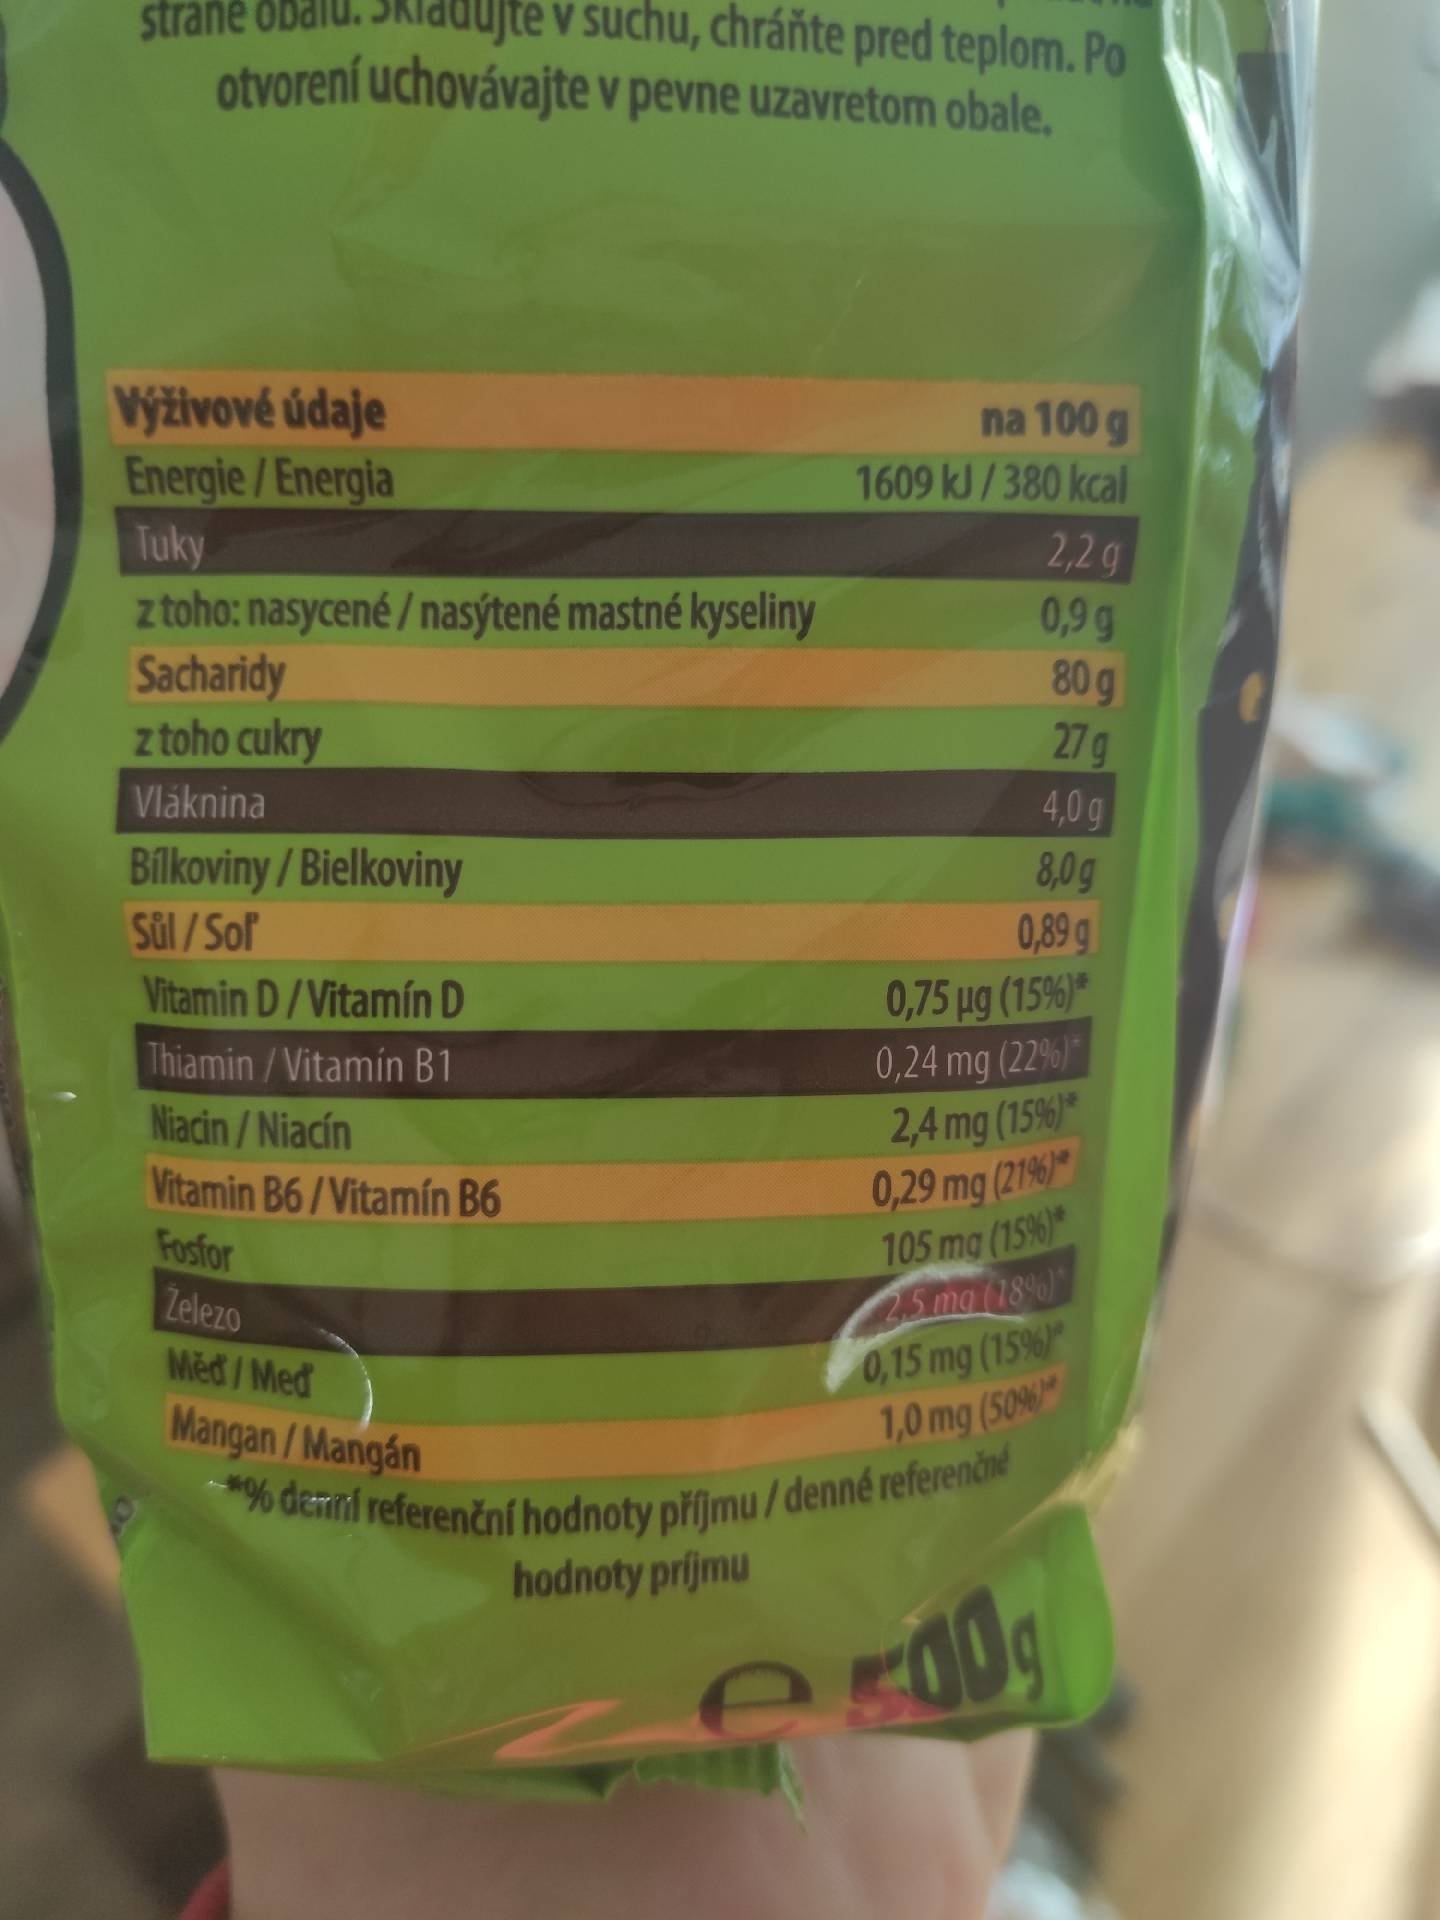 strane obalu. Skladujte v suchu, chráňte pred teplom. Po
otvorení uchovávajte v pevne uzavretom obale.
Výživové údaje na 100 g
Energie / Energia 1609 kJ / 380 kcal
Tuky 2,2 g
z toho: nasycené / nasýtené mastné kyseliny 0,9 g
Sacharidy 80 g
z toho cukry 27 g
Vláknina 4,0 g
Bílkoviny / Bielkoviny 8,0 g
Sůl / Soľ 0,89 g
Vitamin D / Vitamín D 0,75 µg (15%)*
Thiamin / Vitamín B1 0,24 mg (22%)*
Niacin / Niacín 2,4 mg (15%)*
Vitamin B6 / Vitamín B6 0,29 mg (21%)*
Fosfor 105 mg (15%)*
Železo 2,5 mg (18%)*
Měď / Meď 0,15 mg (15%)*
Mangan / Mangán 1,0 mg (50%)*
*% denní referenční hodnoty příjmu / denné referenčné
hodnoty príjmu
e 500g